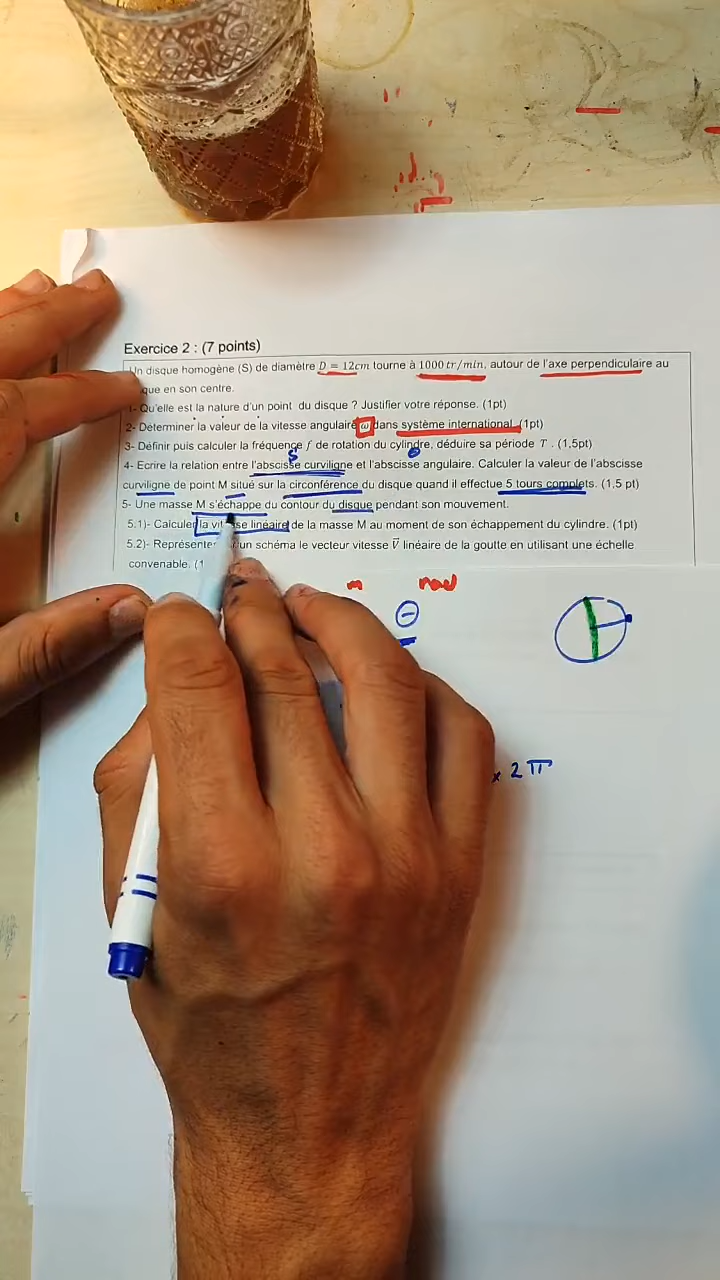 Exercice 2 : (7 points)
Un disque homogène (S) de diamètre D = 12cm tourne à 1000 tr/min, autour de l'axe perpendiculaire au
que en son centre.
1- Qu'elle est la nature d'un point du disque ? Justifier votre réponse. (1pt)
2- Déterminer la valeur de la vitesse angulaire ω dans système international. (1pt)
3- Définir puis calculer la fréquence f de rotation du cylindre, déduire sa période T . (1,5pt)
S θ
4- Ecrire la relation entre l'abscisse curviligne et l'abscisse angulaire. Calculer la valeur de l'abscisse
curviligne de point M situé sur la circonférence du disque quand il effectue 5 tours complets. (1,5 pt)
5- Une masse M s'échappe du contour du disque pendant son mouvement.
5.1)- Calculer la vitesse linéaire de la masse M au moment de son échappement du cylindre. (1pt)
5.2)- Représenter un schéma le vecteur vitesse V⃗ linéaire de la goutte en utilisant une échelle
convenable. (1
m rad
θ
× 2π